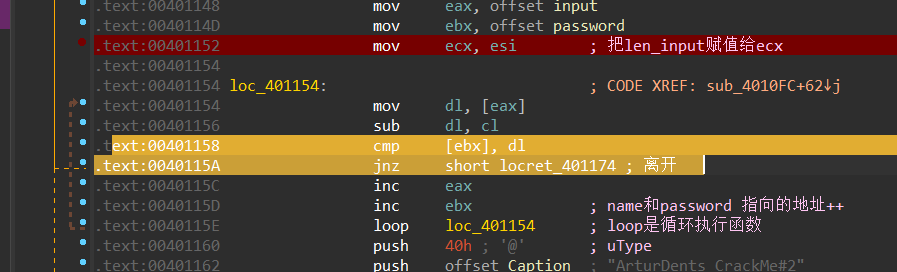 .text:00401148 mov eax, offset input
.text:0040114D mov ebx, offset password
.text:00401152 mov ecx, esi ; 把len_input赋值给ecx
.text:00401154
.text:00401154 loc_401154: ; CODE XREF: sub_4010FC+62↓j
.text:00401154 mov dl, [eax]
.text:00401156 sub dl, cl
.text:00401158 cmp [ebx], dl
.text:0040115A jnz short locret_401174 ; 离开
.text:0040115C inc eax
.text:0040115D inc ebx ; name和password 指向的地址++
.text:0040115E loop loc_401154 ; loop是循环执行函数
.text:00401160 push 40h ; '@' ; uType
.text:00401162 push offset Caption ; "ArturDents CrackMe#2"